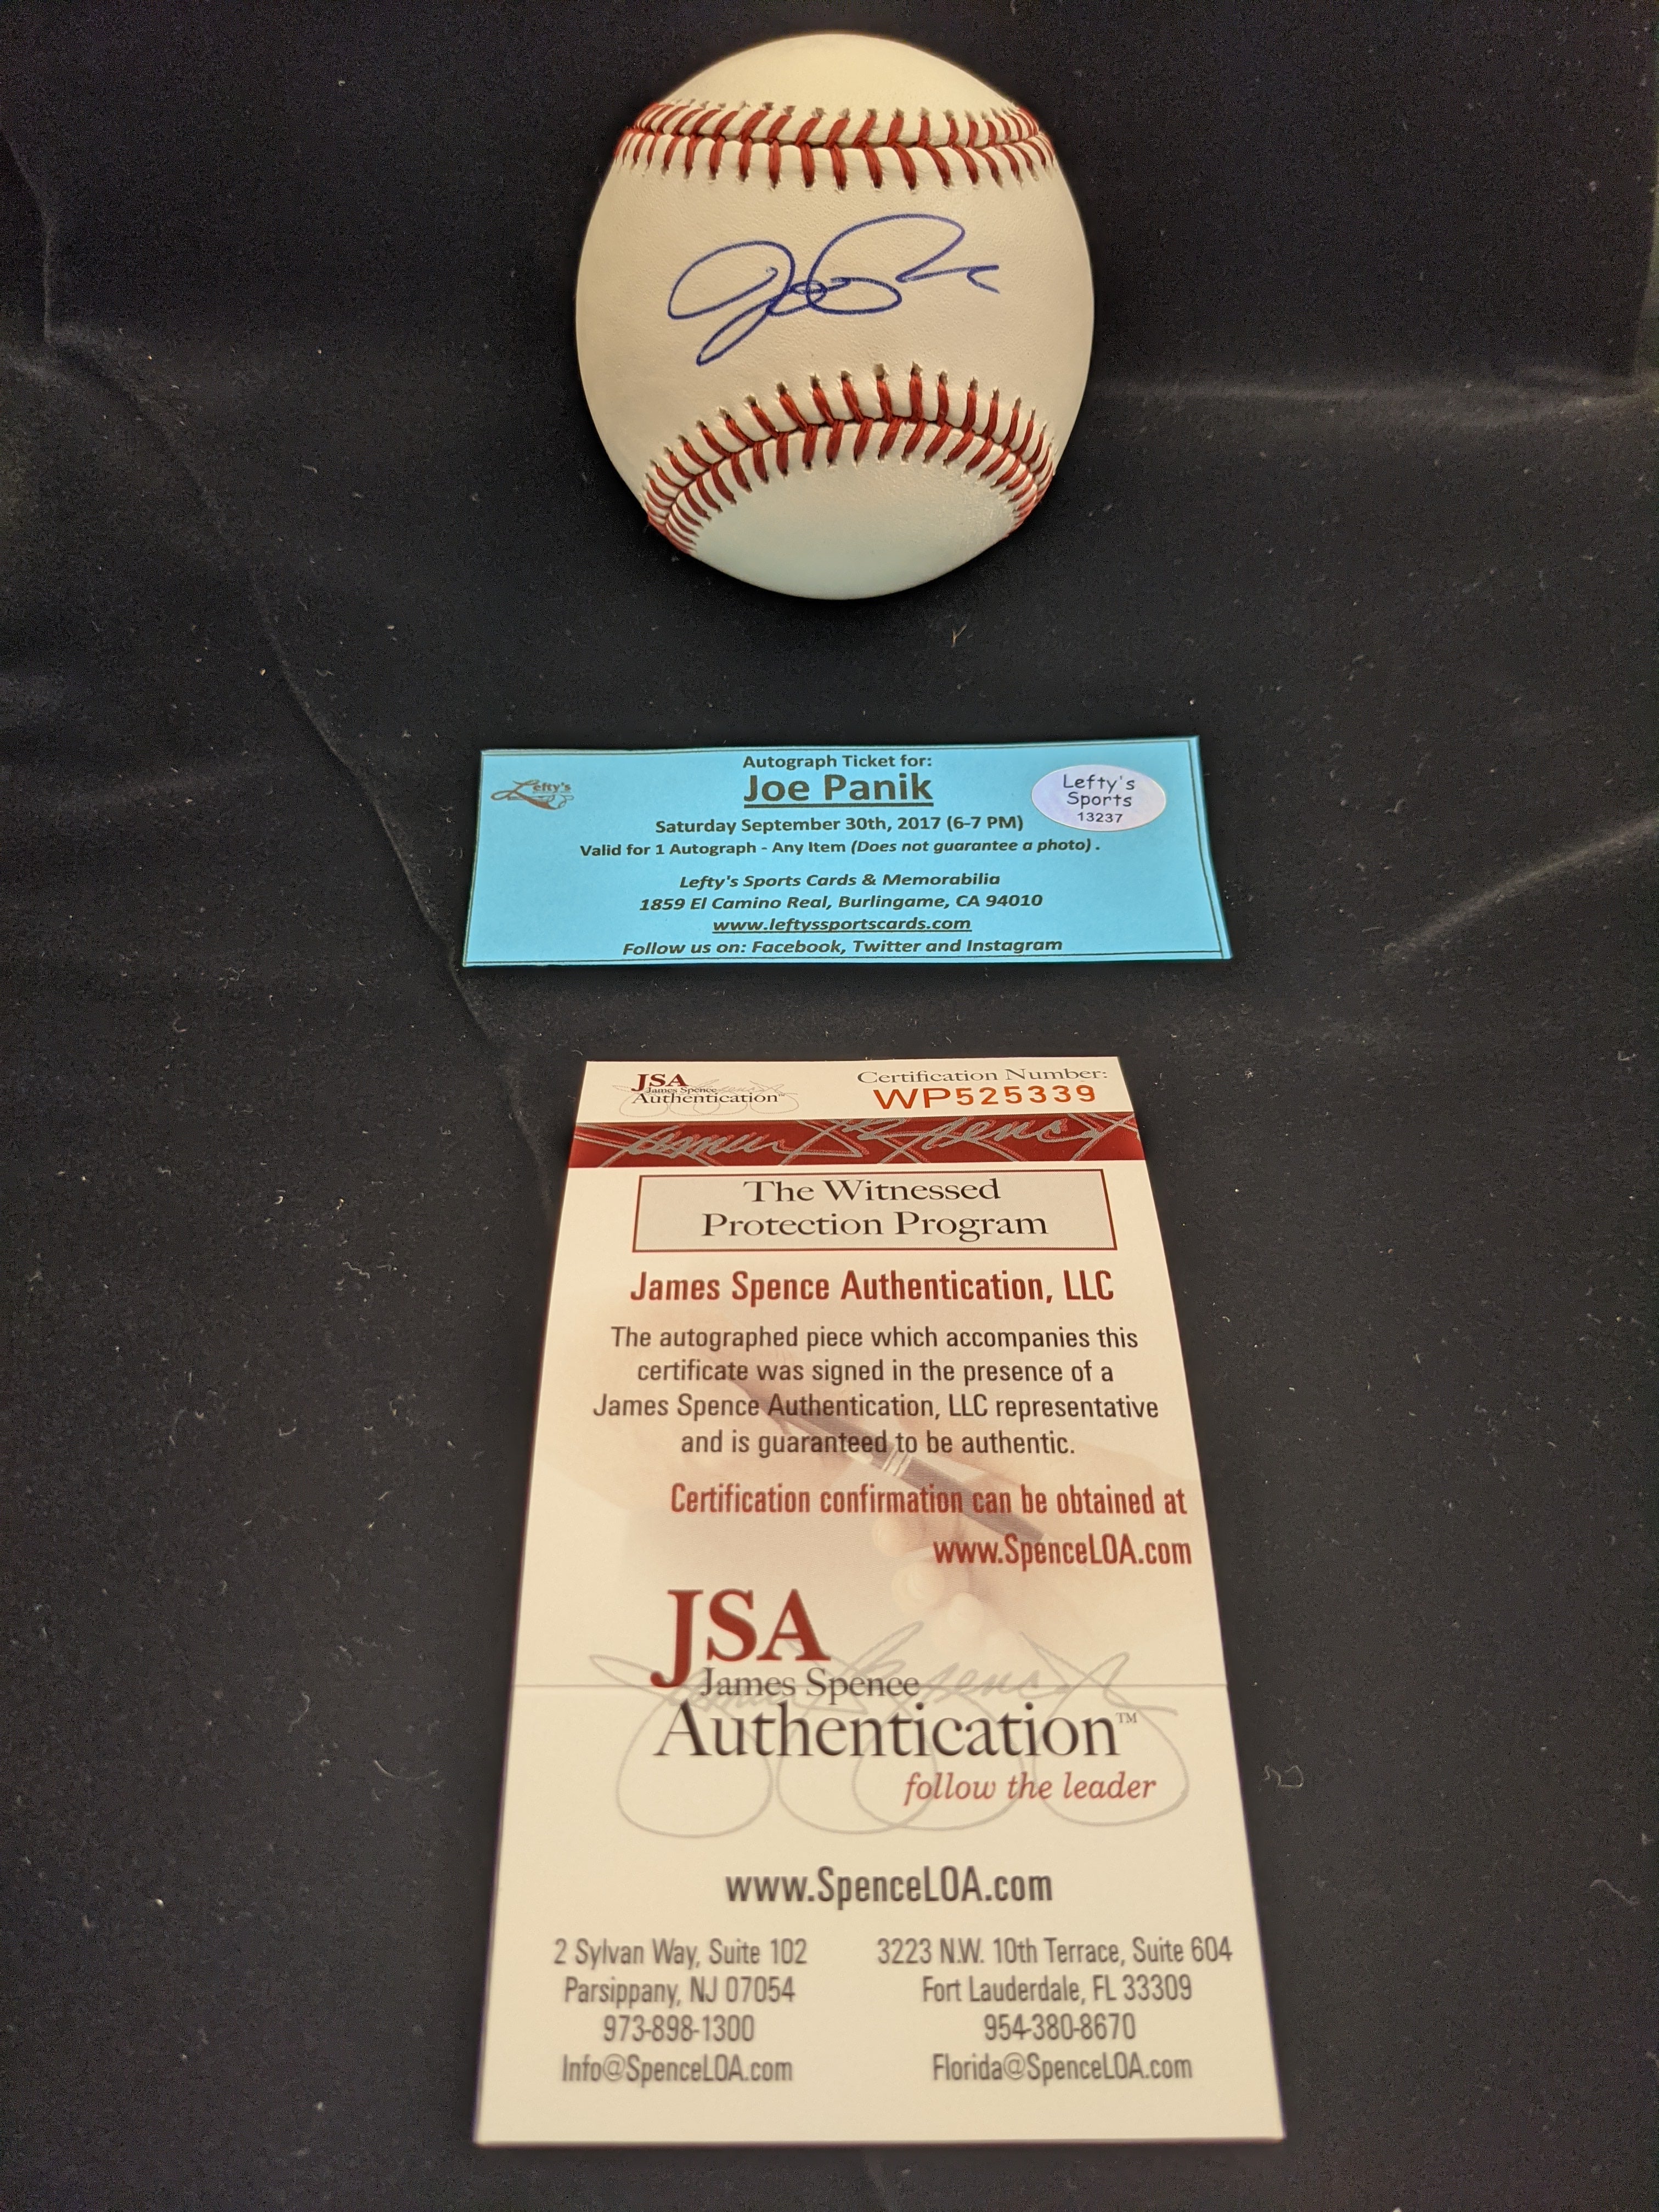 Autograph Ticket for:
Joe Panik
Lefty's
Lefty's
Sports
13237
Saturday September 30th, 2017 (6-7 PM)
Valid for 1 Autograph - Any Item (Does not guarantee a photo).
Lefty's Sports Cards & Memorabilia
1859 El Camino Real, Burlingame, CA 94010
www.leftyssportscards.com
Follow us on: Facebook, Twitter and Instagram
JSA
James Spence
Authentication™
Certification Number:
WP525339
James Spence
The Witnessed
Protection Program
James Spence Authentication, LLC
The autographed piece which accompanies this
certificate was signed in the presence of a
James Spence Authentication, LLC representative
and is guaranteed to be authentic.
Certification confirmation can be obtained at
www.SpenceLOA.com
JSA
James Spence
Authentication™
follow the leader
www.SpenceLOA.com
2 Sylvan Way, Suite 102
Parsippany, NJ 07054
973-898-1300
Info@SpenceLOA.com
3223 N.W. 10th Terrace, Suite 604
Fort Lauderdale, FL 33309
954-380-8670
Florida@SpenceLOA.com